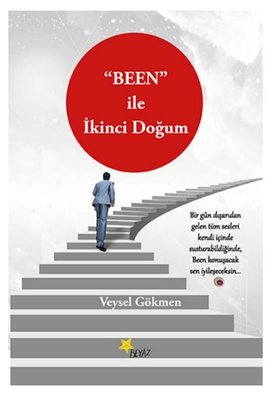 “BEEN”
ile
İkinci Doğum
Bir gün dışarıdan
gelen tüm sesleri
kendi içinde
susturabildiğinde,
Been konuşacak
sen iyileşeceksin...
Veysel Gökmen
BEYAZ